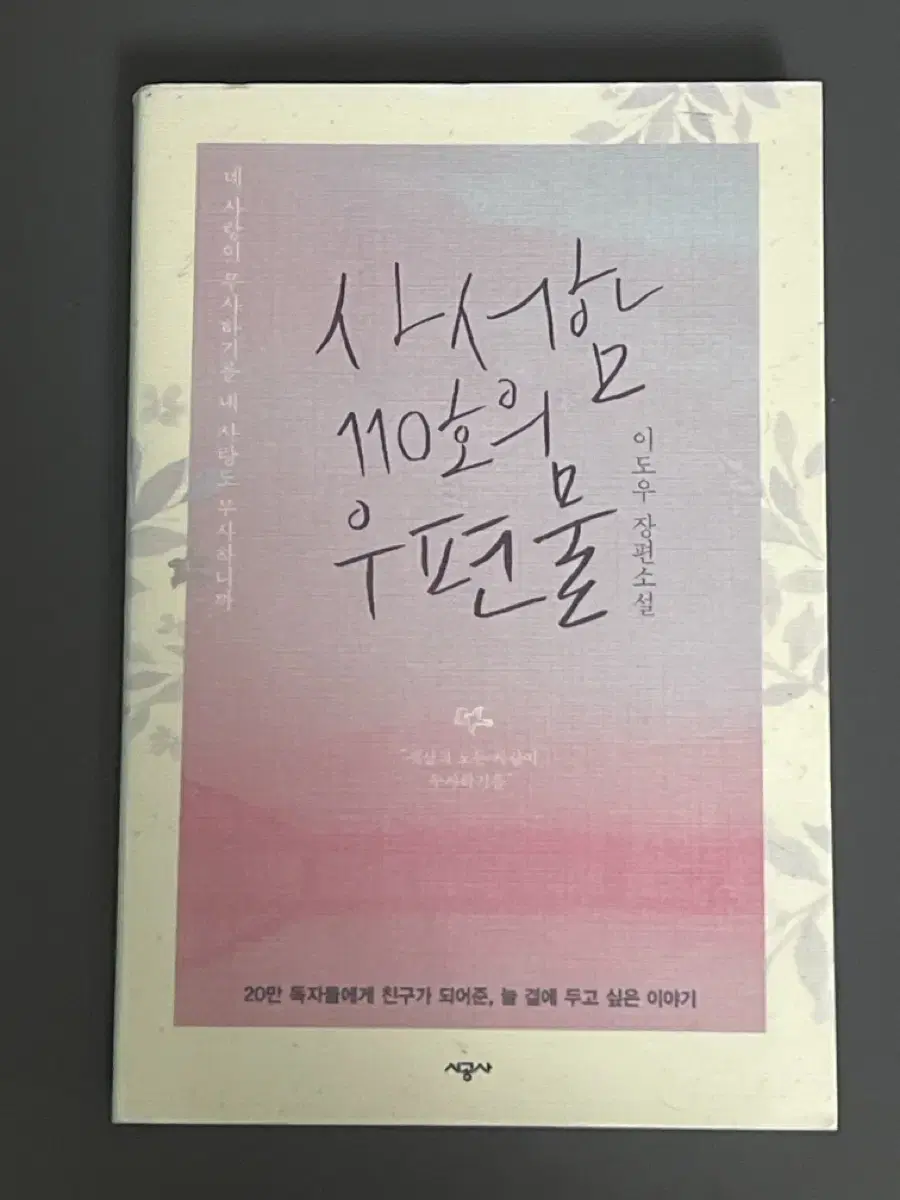 네 사랑이 무사하기를 내 사랑도 무사하니까
사서함
110호의
우편물
이도우 장편소설
"세상의 모든 사랑이
무사하기를"
20만 독자들에게 친구가 되어준, 늘 곁에 두고 싶은 이야기
시공사